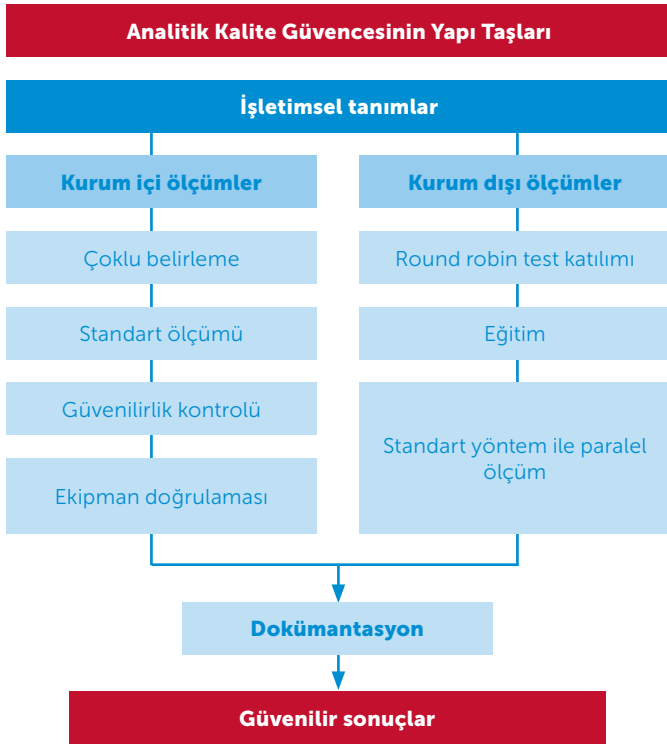 Analitik Kalite Güvencesinin Yapı Taşları
İşletimsel tanımlar
Kurum içi ölçümler
Çoklu belirleme
Standart ölçümü
Güvenilirlik kontrolü
Ekipman doğrulaması
Kurum dışı ölçümler
Round robin test katılımı
Eğitim
Standart yöntem ile paralel
ölçüm
Dokümantasyon
Güvenilir sonuçlar